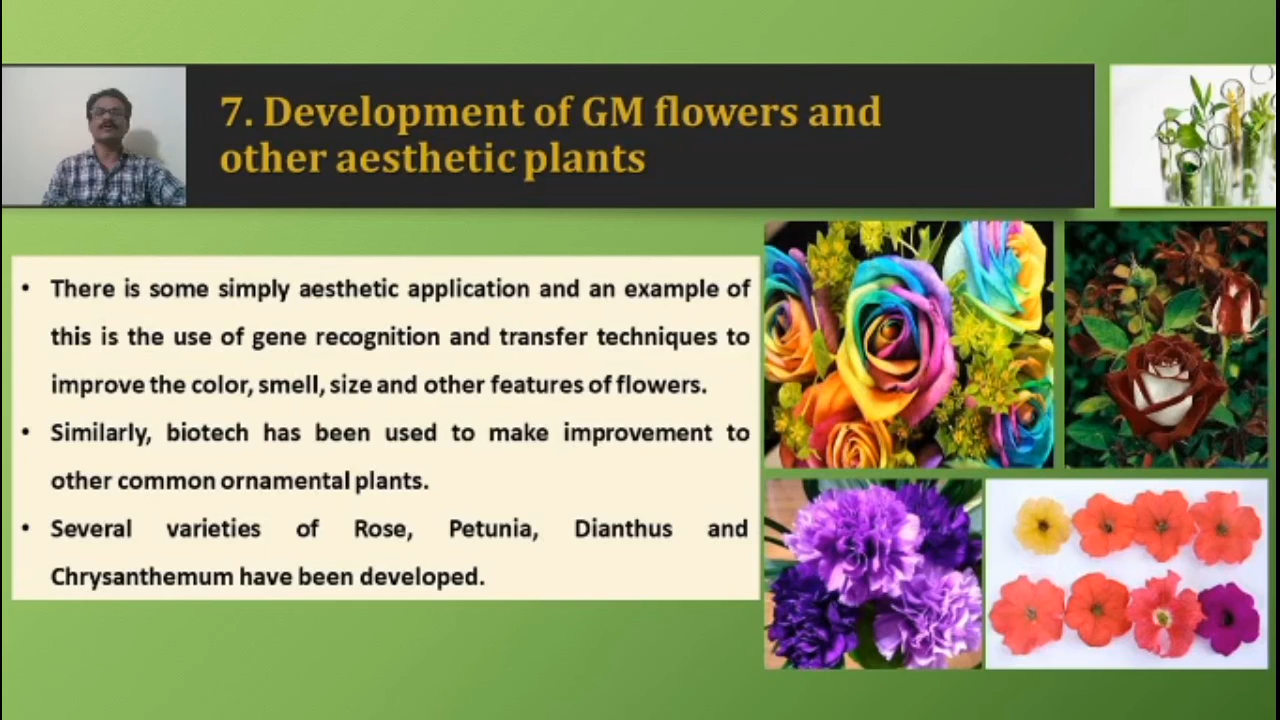 7. Development of GM flowers and
other aesthetic plants
• There is some simply aesthetic application and an example of
this is the use of gene recognition and transfer techniques to
improve the color, smell, size and other features of flowers.
• Similarly, biotech has been used to make improvement to
other common ornamental plants.
• Several varieties of Rose, Petunia, Dianthus and
Chrysanthemum have been developed.